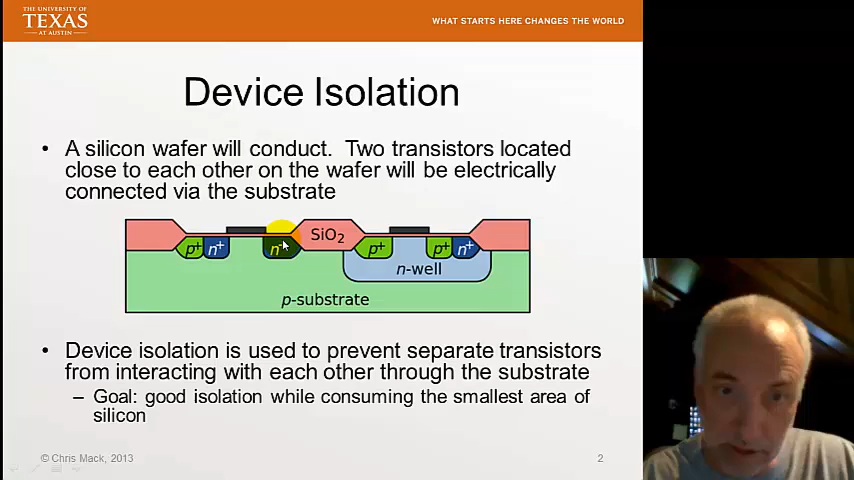 THE UNIVERSITY OF
TEXAS
AT AUSTIN
WHAT STARTS HERE CHANGES THE WORLD
Device Isolation
• A silicon wafer will conduct. Two transistors located
close to each other on the wafer will be electrically
connected via the substrate
p+ n+ n+ SiO2 p+ p+ n+
n-well
p-substrate
• Device isolation is used to prevent separate transistors
from interacting with each other through the substrate
– Goal: good isolation while consuming the smallest area of
silicon
© Chris Mack, 2013
2